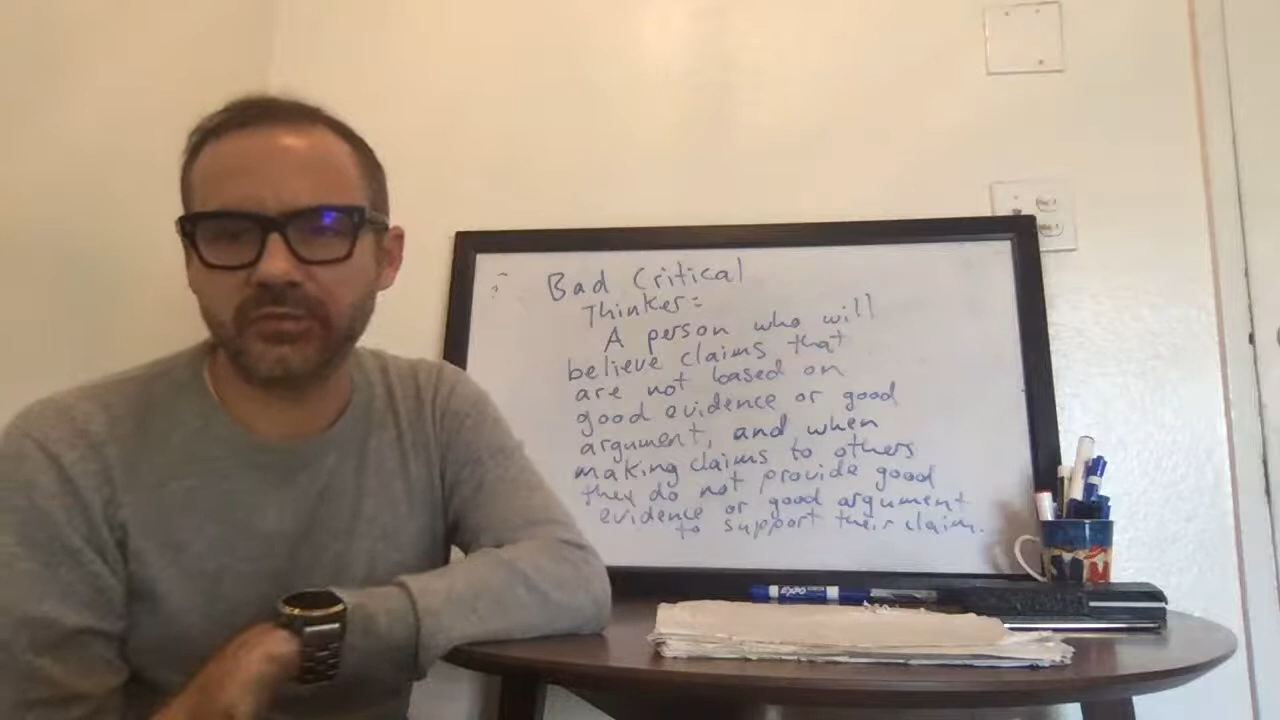 Bad Critical
Thinker=
A person who will
believe claims that
are not based on
good evidence or good
argument, and when
making claims to others
they do not provide good
evidence or good argument
to support their claim.
EXPO